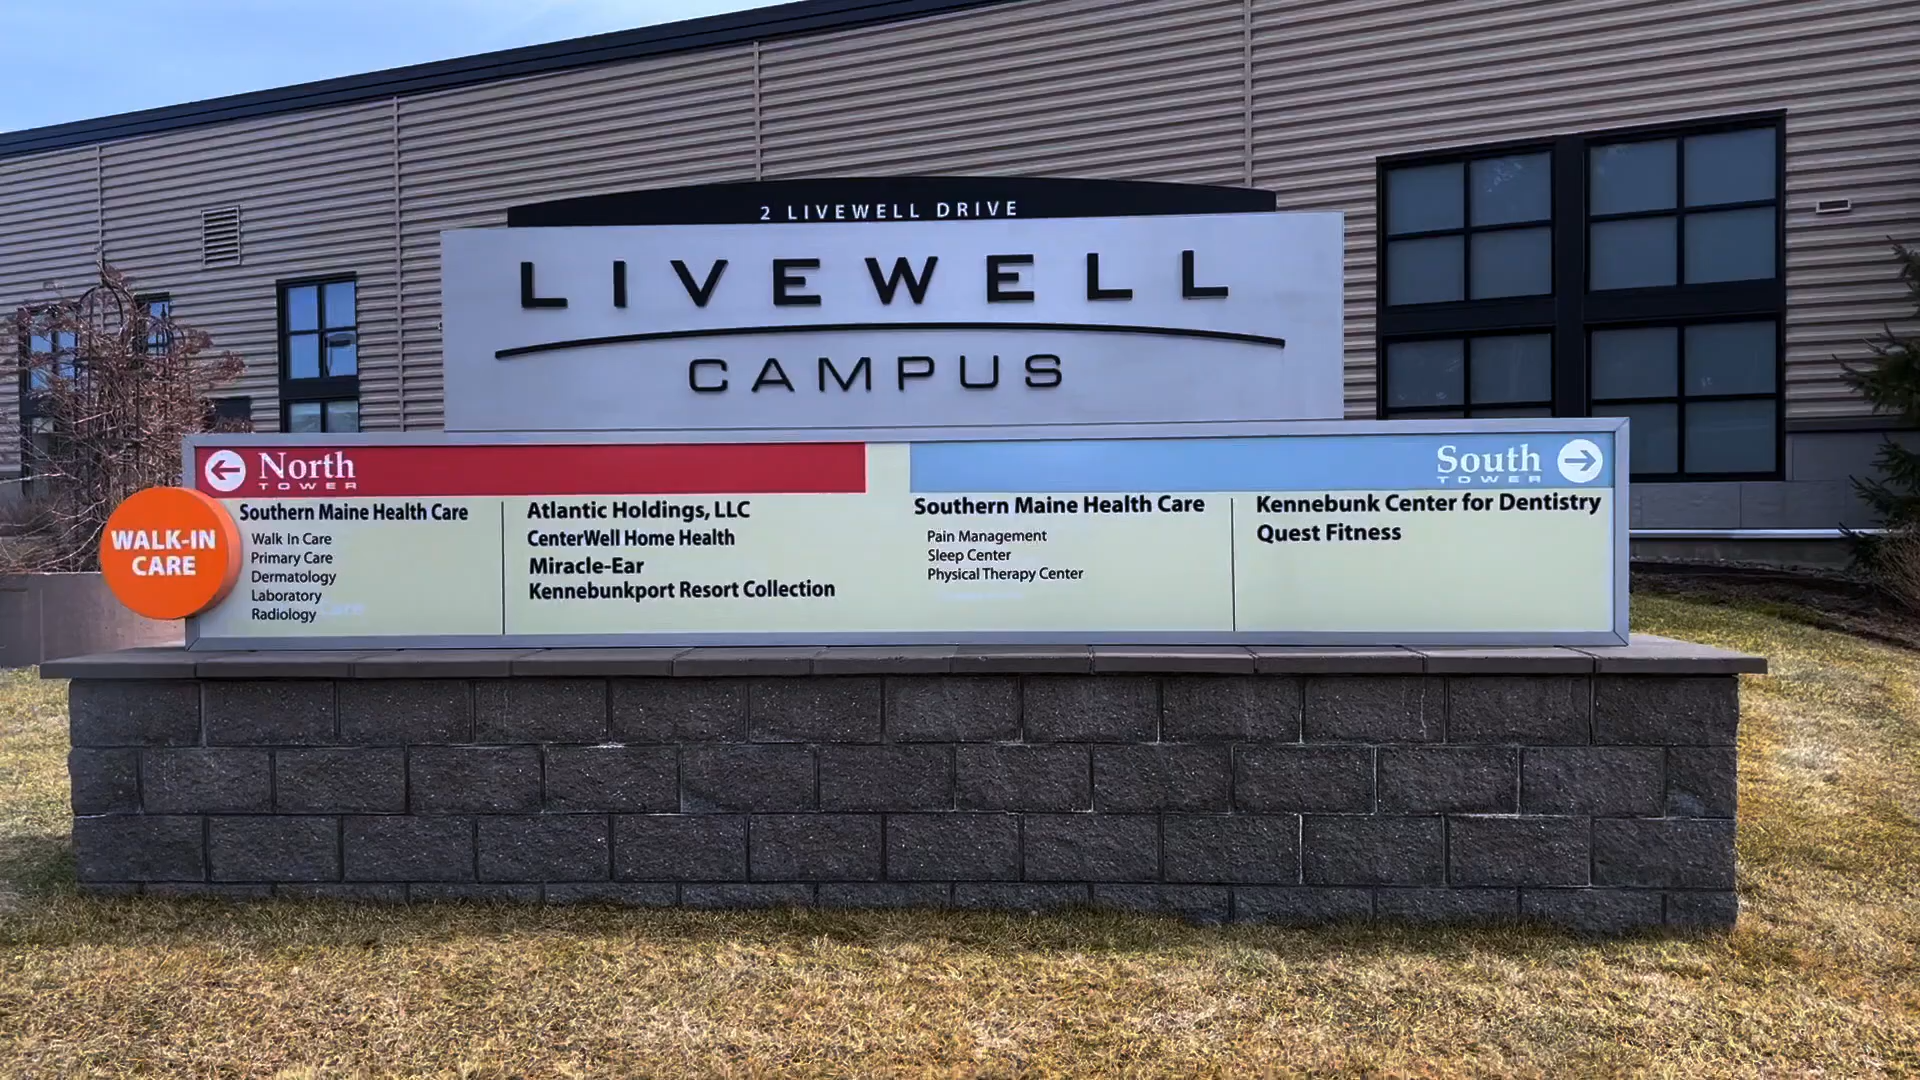 2 LIVEWELL DRIVE
LIVEWELL
CAMPUS
North
TOWER
WALK-IN
CARE
Southern Maine Health Care
Walk In Care
Primary Care
Dermatology
Laboratory
Radiology
Atlantic Holdings, LLC
CenterWell Home Health
Miracle-Ear
Kennebunkport Resort Collection
South
TOWER
Southern Maine Health Care
Pain Management
Sleep Center
Physical Therapy Center
Kennebunk Center for Dentistry
Quest Fitness